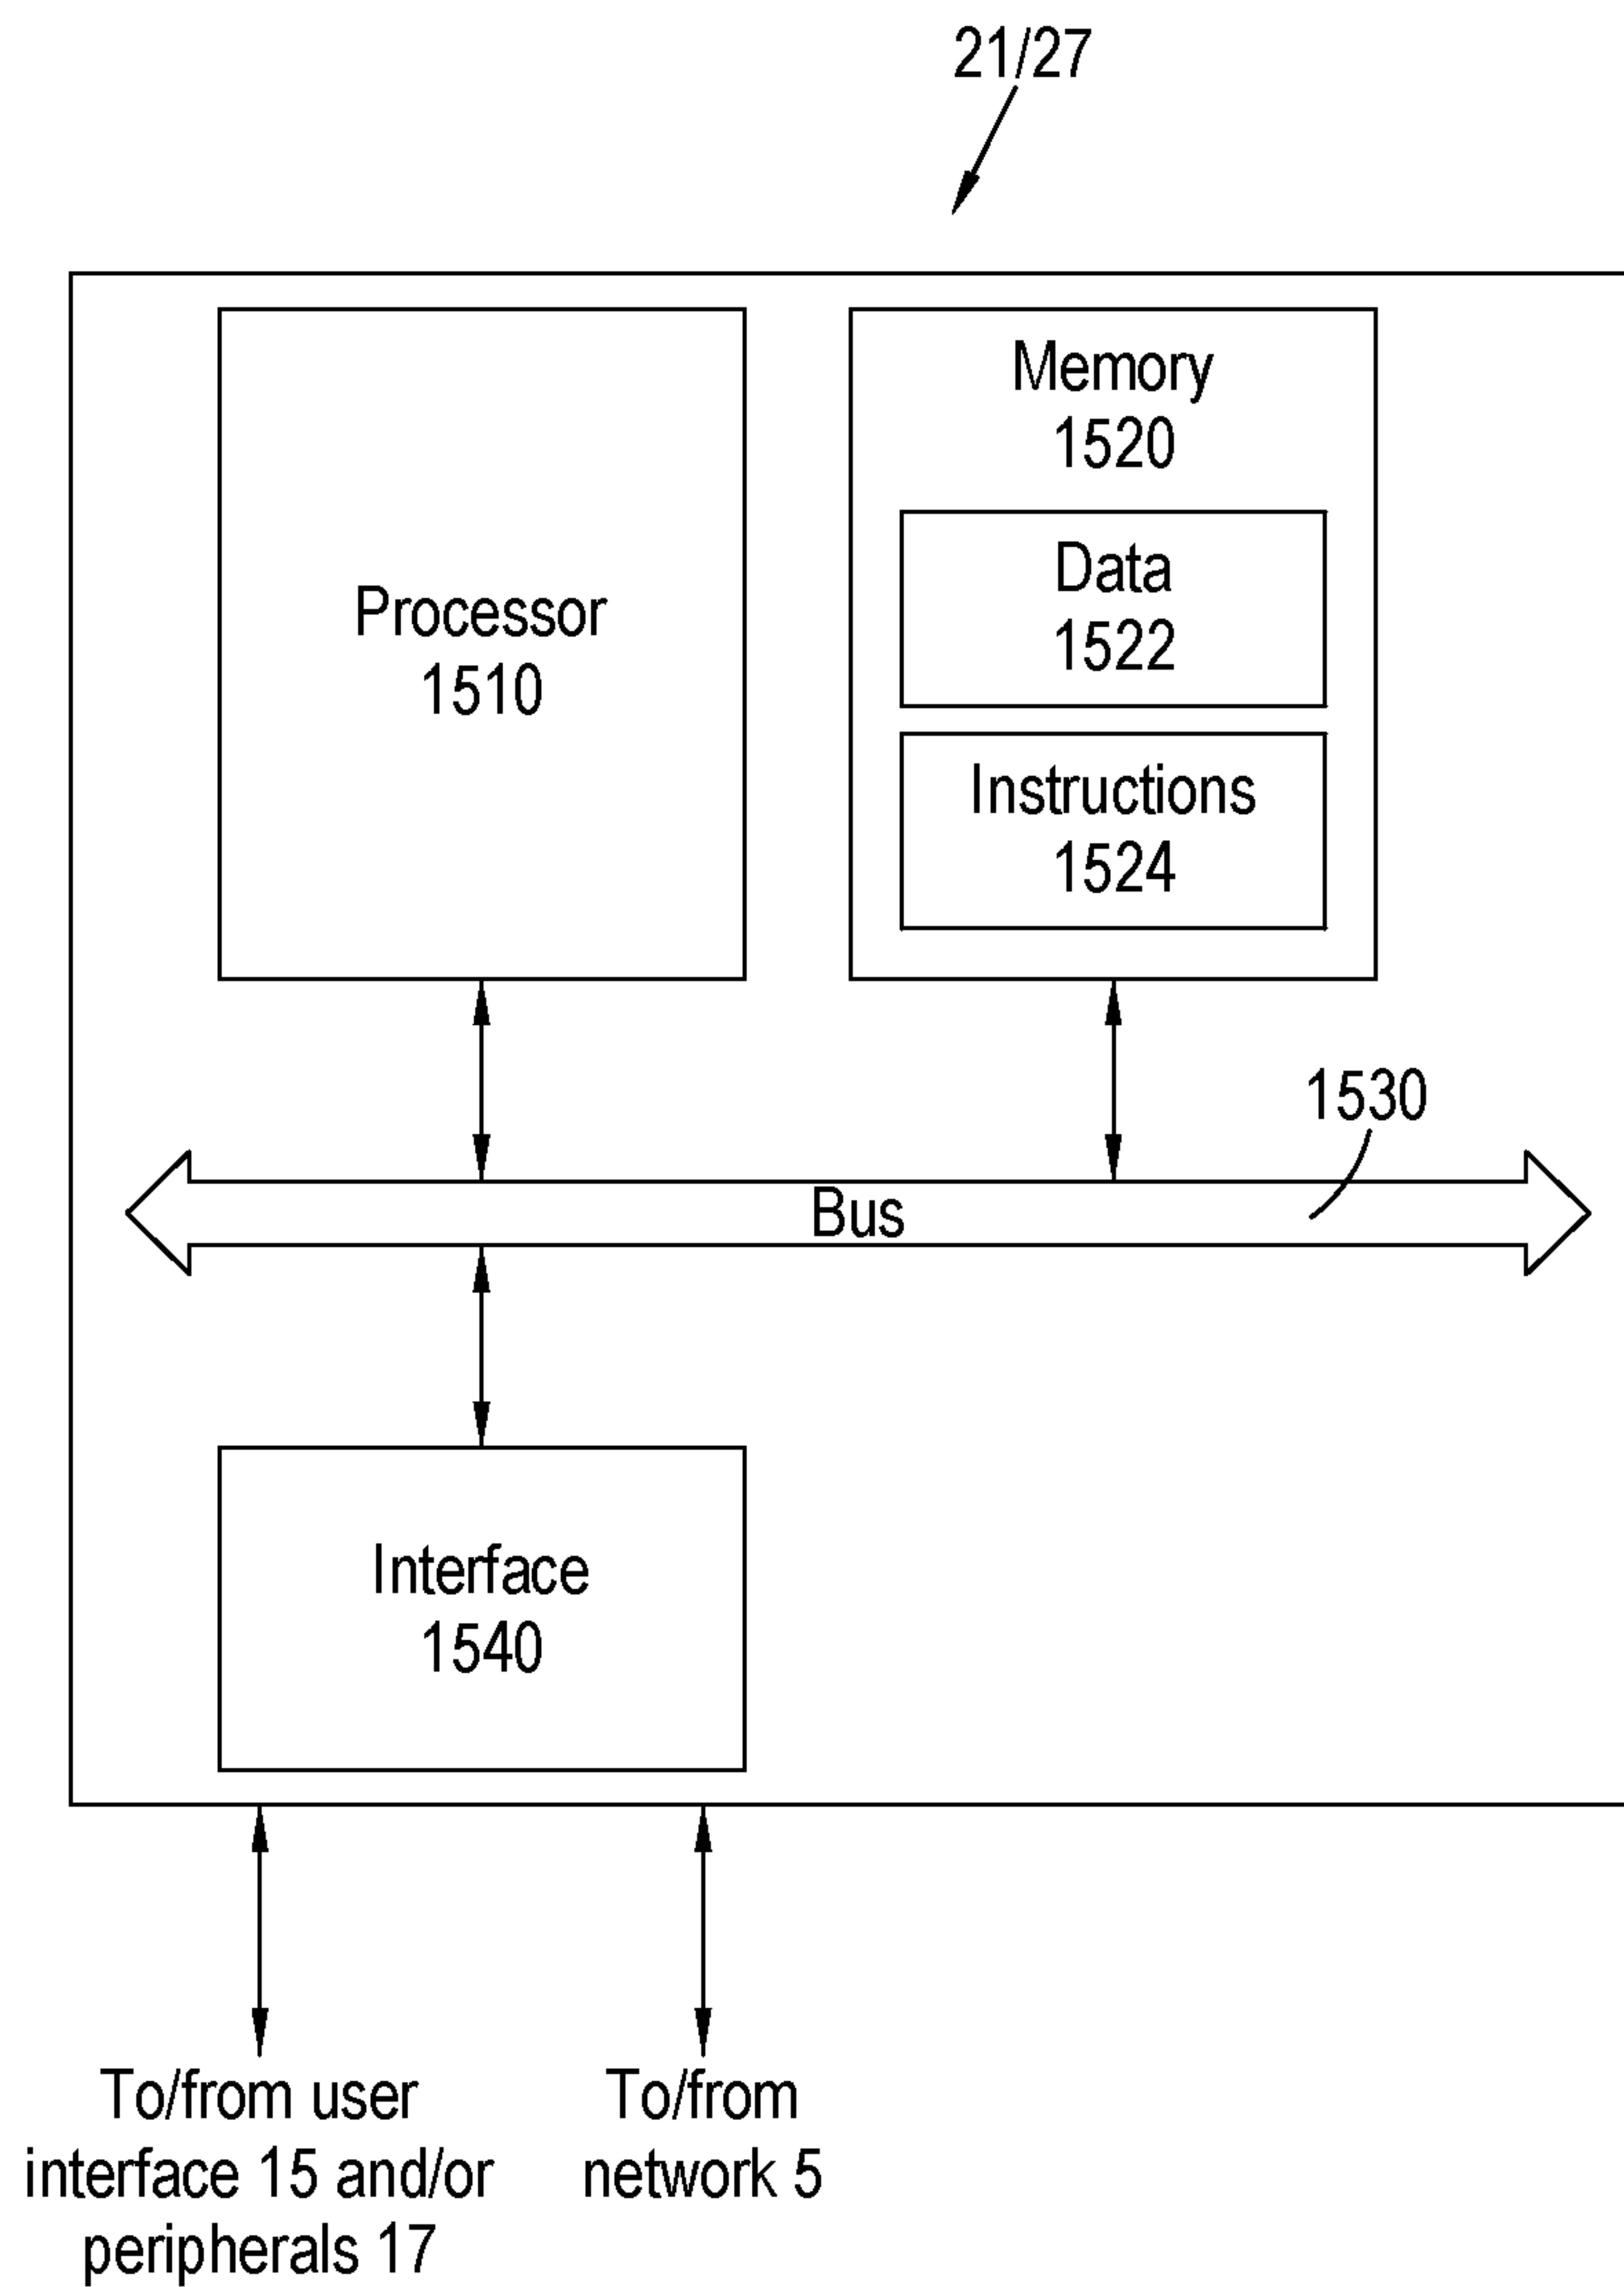 21/27
Processor
1510
Memory
1520
Data
1522
Instructions
1524
1530
Bus
Interface
1540
To/from user
interface 15 and/or
peripherals 17
To/from
network 5